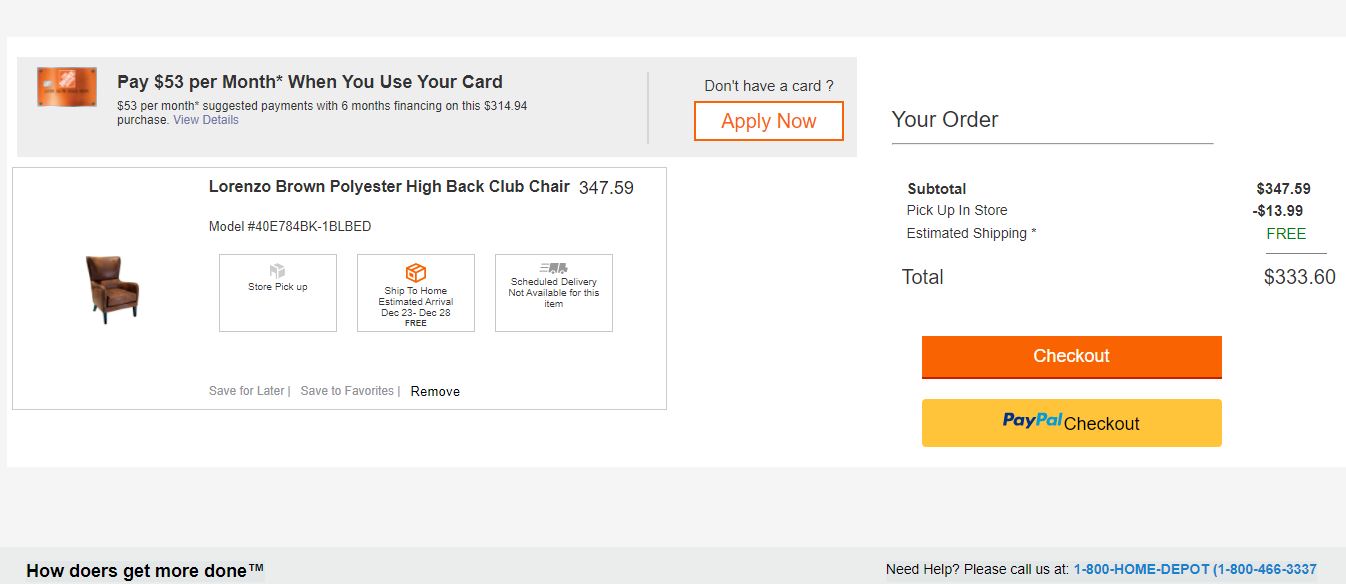 Pay $53 per Month* When You Use Your Card
$53 per month* suggested payments with 6 months financing on this $314.94
purchase. View Details
Don't have a card ?
Apply Now
Lorenzo Brown Polyester High Back Club Chair 347.59
Model #40E784BK-1BLBED
Store Pick up
Ship To Home
Estimated Arrival
Dec 23- Dec 28
FREE
Scheduled Delivery
Not Available for this
item
Save for Later | Save to Favorites | Remove
Your Order
Subtotal $347.59
Pick Up In Store -$13.99
Estimated Shipping * FREE
Total $333.60
Checkout
PayPal Checkout
How doers get more done™
Need Help? Please call us at: 1-800-HOME-DEPOT (1-800-466-3337